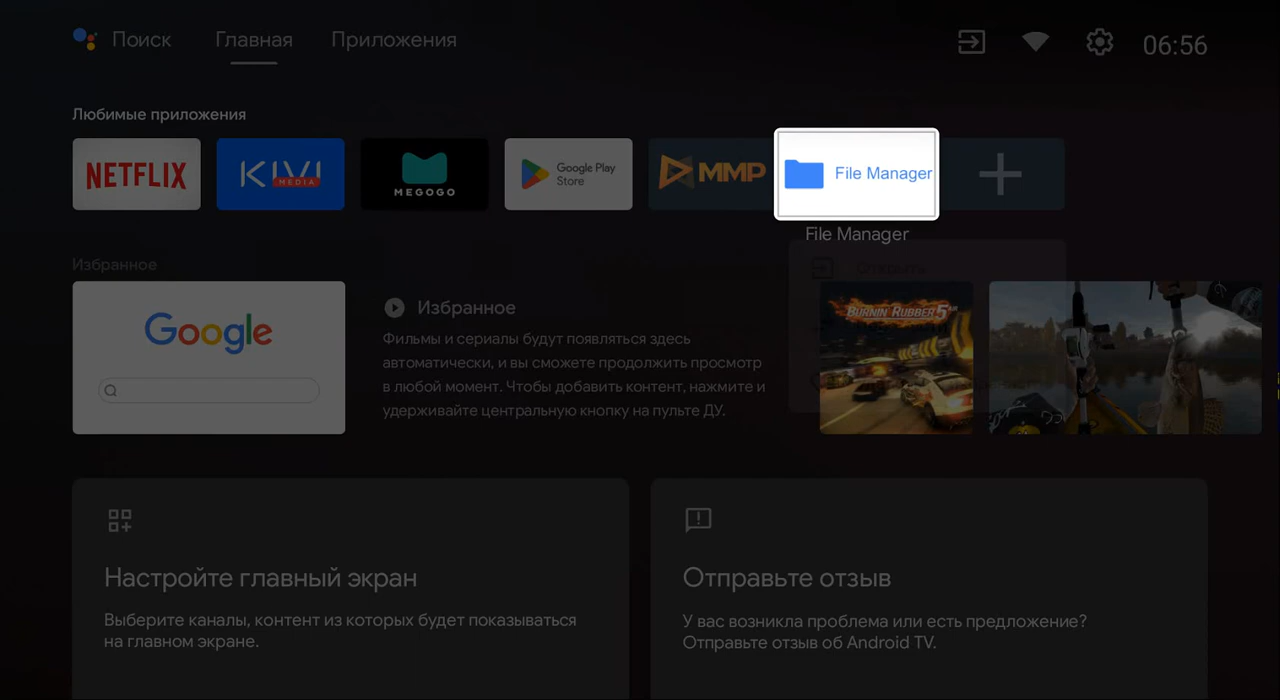 Поиск
Главная
Приложения
06:56
Любимые приложения
NETFLIX
KIVI
MEDIA
MEGOGO
Google Play
Store
MMP
File Manager
File Manager
Открыть
Избранное
Google
Избранное
Фильмы и сериалы будут появляться здесь
автоматически, и вы сможете продолжить просмотр
в любой момент. Чтобы добавить контент, нажмите и
удерживайте центральную кнопку на пульте ДУ.
BURNIN RUBBER 5
Настройте главный экран
Выберите каналы, контент из которых будет показываться
на главном экране.
Отправьте отзыв
У вас возникла проблема или есть предложение?
Отправьте отзыв об Android TV.